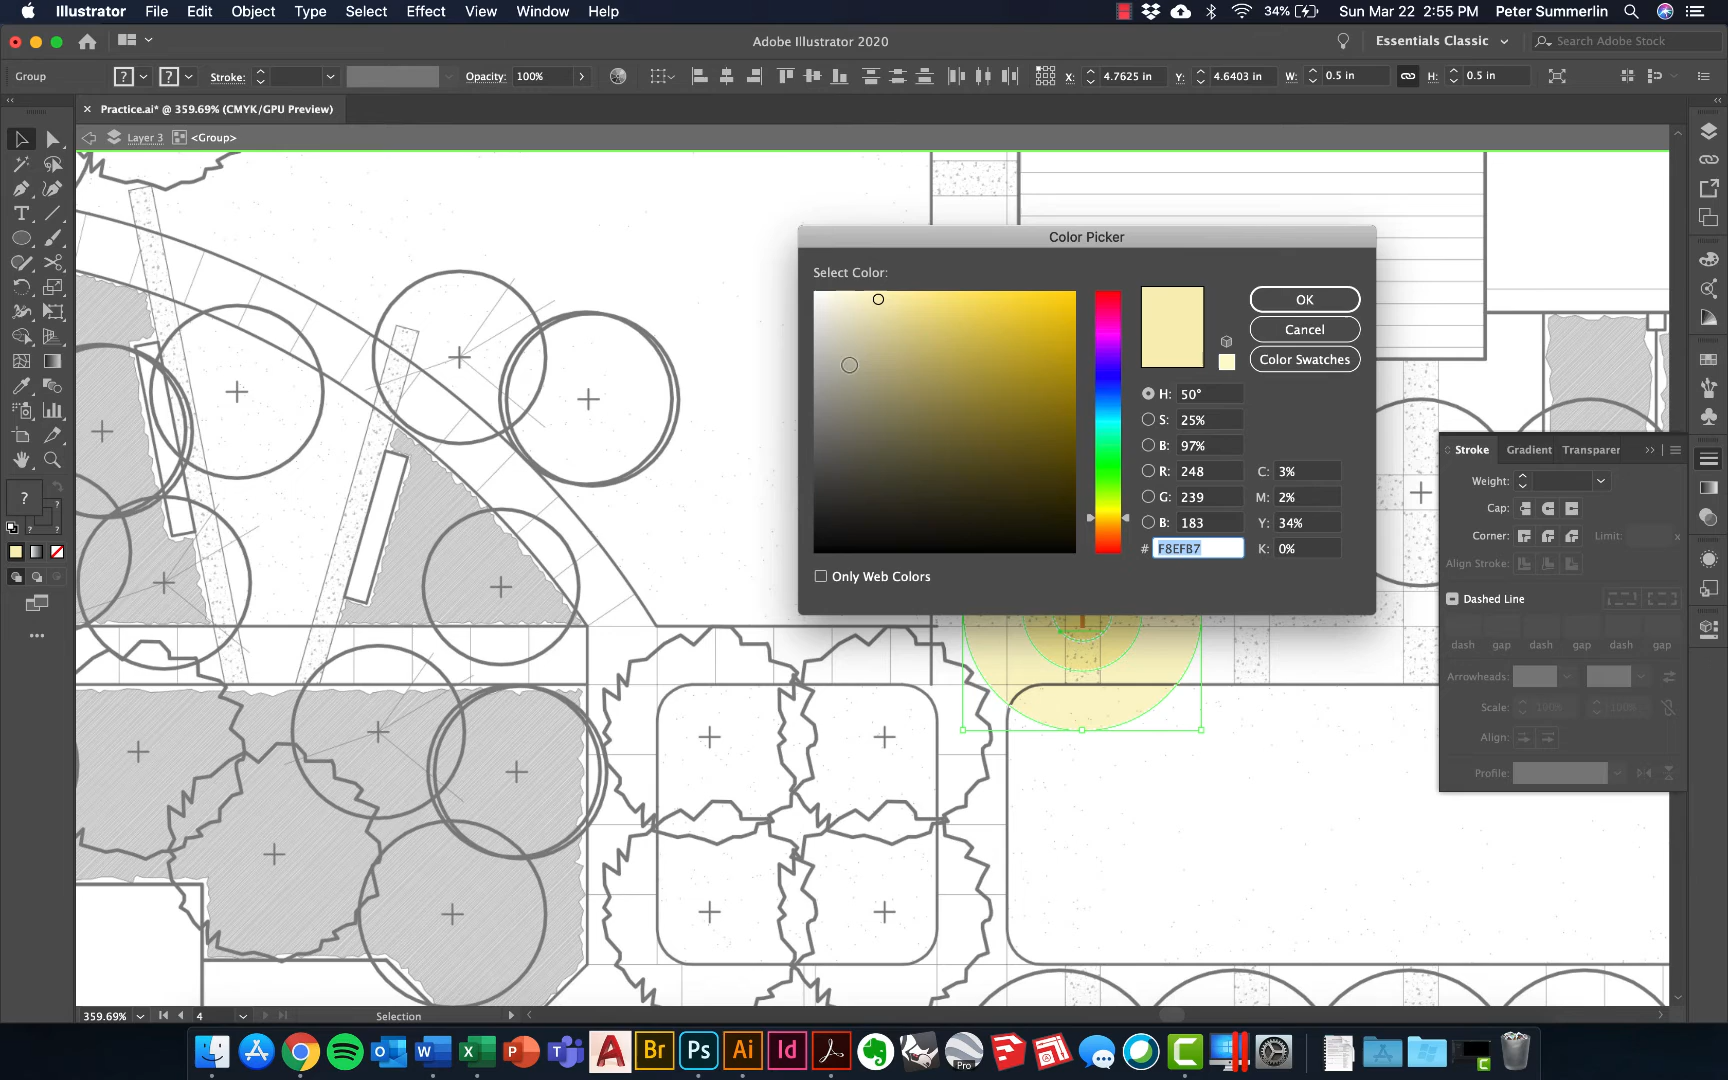 Illustrator File Edit Object Type Select Effect View Window Help 34% Sun Mar 22 2:55 PM Peter Summerlin
Adobe Illustrator 2020 Essentials Classic Search Adobe Stock
Group ? ? Stroke: Opacity: 100% X: 4.7625 in Y: 4.6403 in W: 0.5 in H: 0.5 in
Practice.ai* @ 359.69% (CMYK/GPU Preview)
Layer 3 <Group>
Color Picker
Select Color:
OK
Cancel
Color Swatches
H: 50°
S: 25%
B: 97%
R: 248 C: 3%
G: 239 M: 2%
B: 183 Y: 34%
# F8EFB7 K: 0%
Only Web Colors
Stroke Gradient Transparer
Weight:
Cap:
Corner: Limit: x
Align Stroke:
Dashed Line
dash gap dash gap dash gap
Arrowheads:
Scale: 100% 100%
Align:
Profile:
T
?
? ?
359.69% 4 Selection
W X P Br Ps Ai Id Pro C